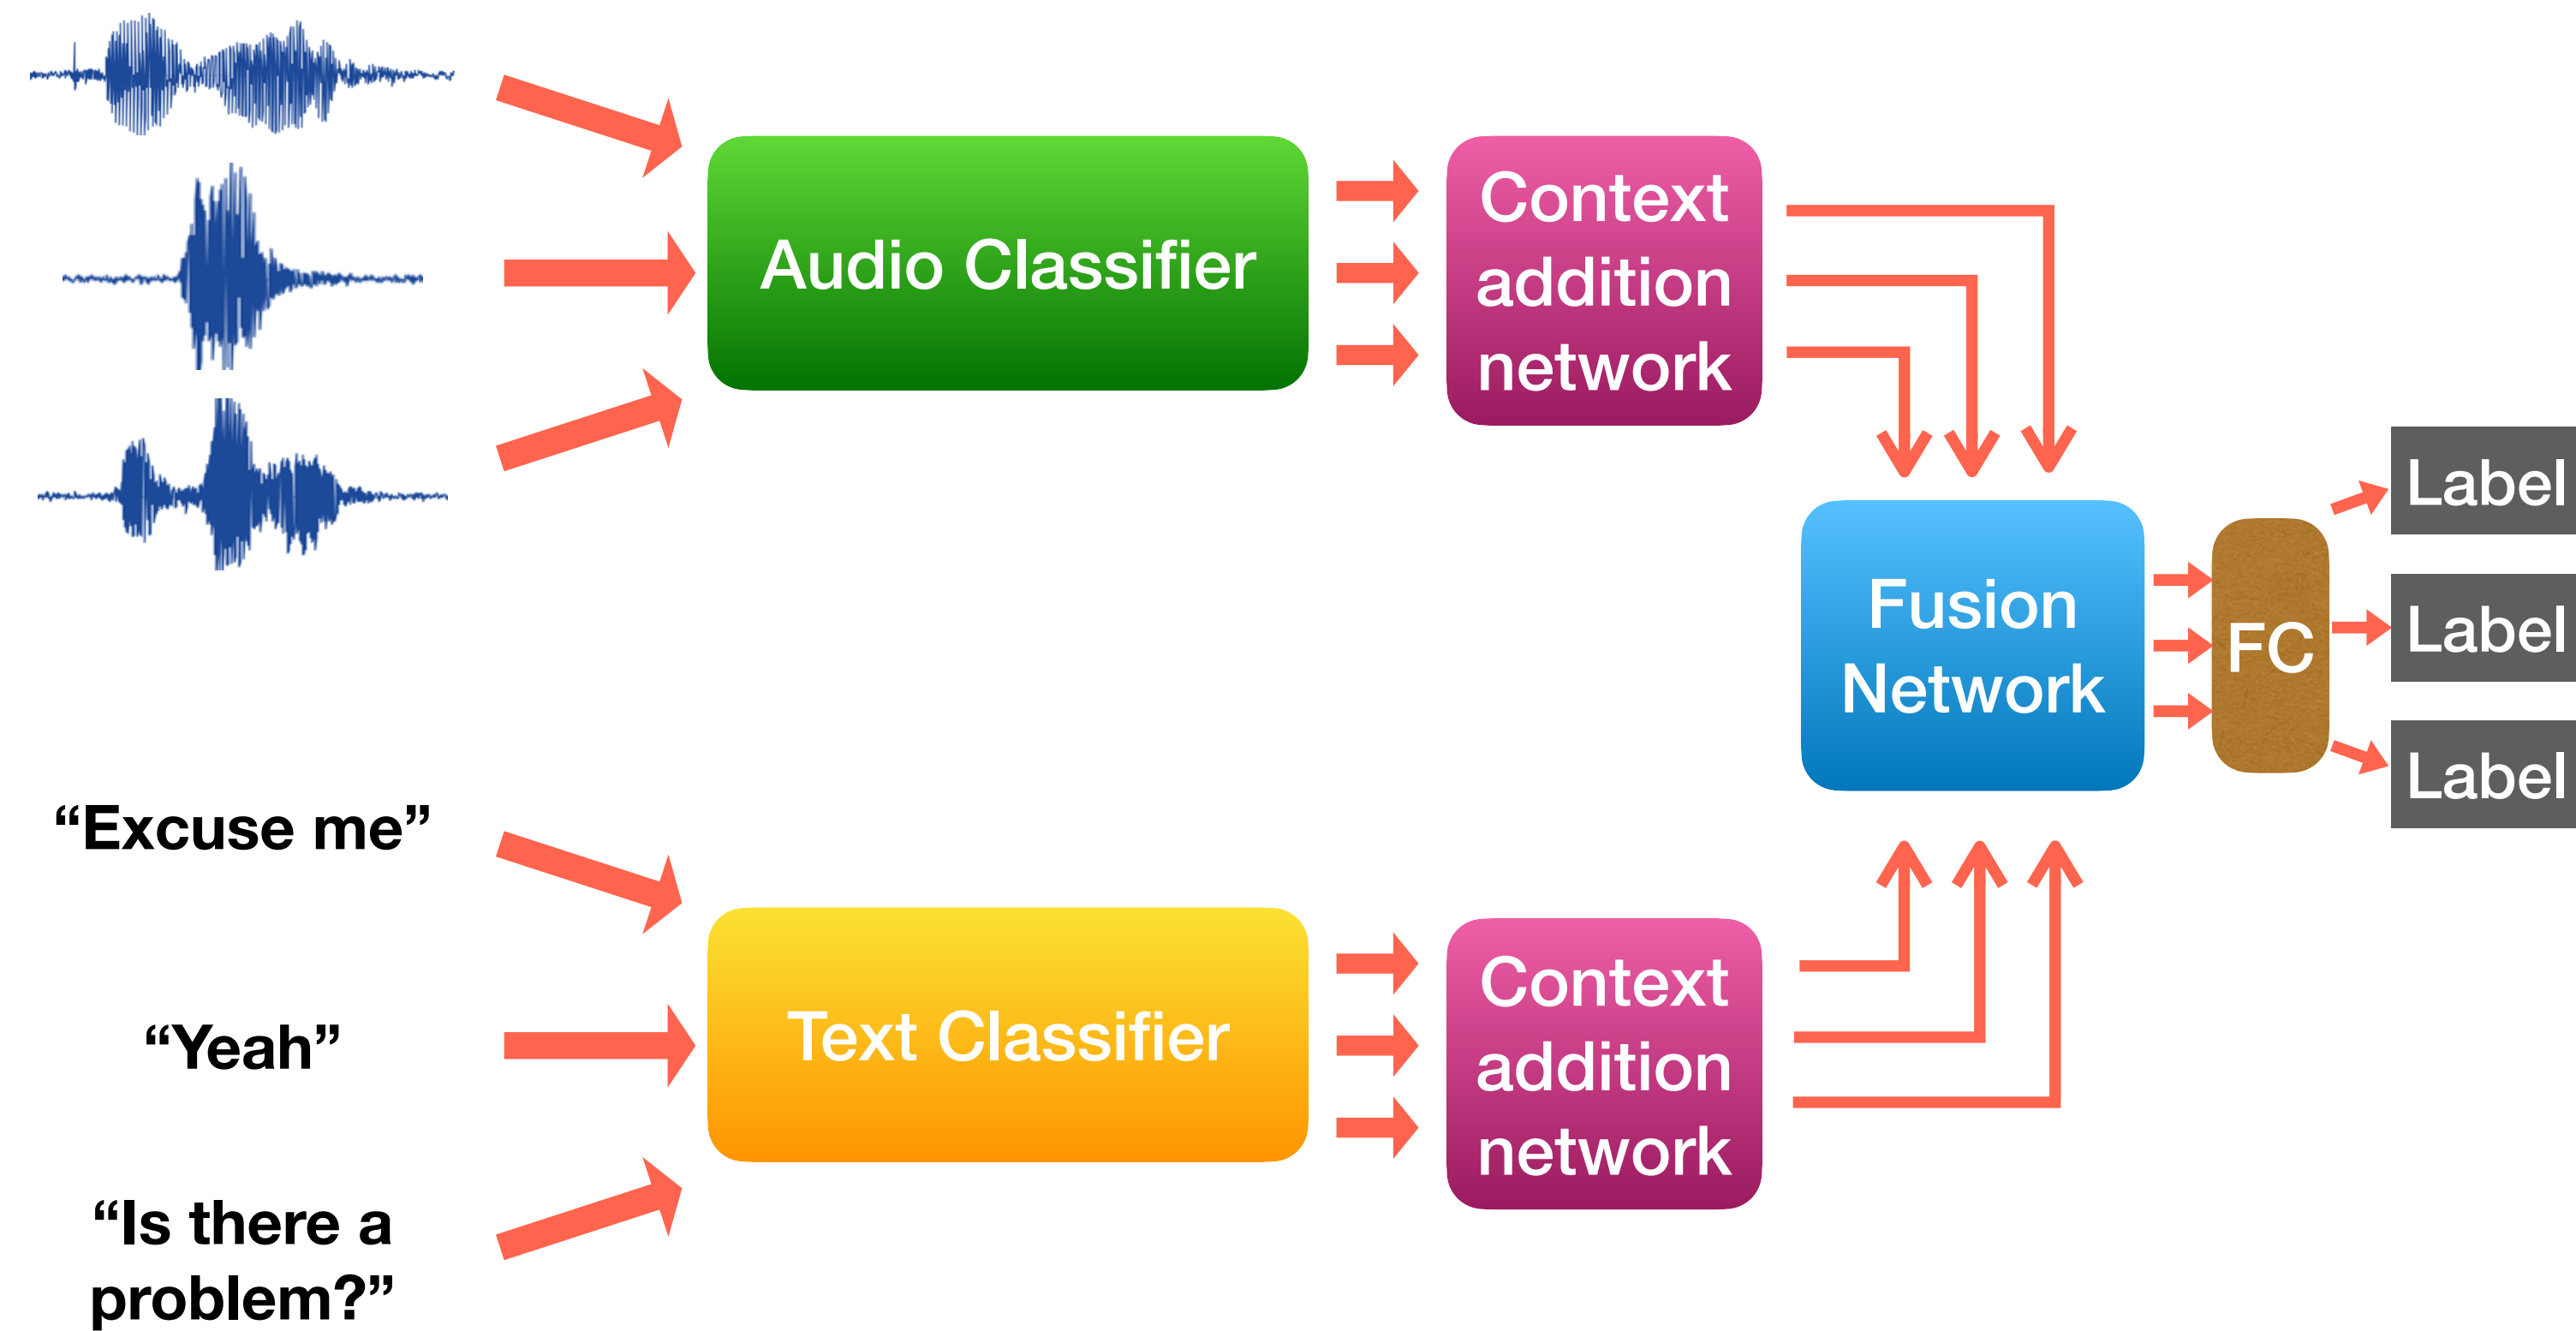 Audio Classifier
Context
addition
network
Fusion
Network
FC
Label
Label
Label
“Excuse me”
“Yeah”
“Is there a
problem?”
Text Classifier
Context
addition
network